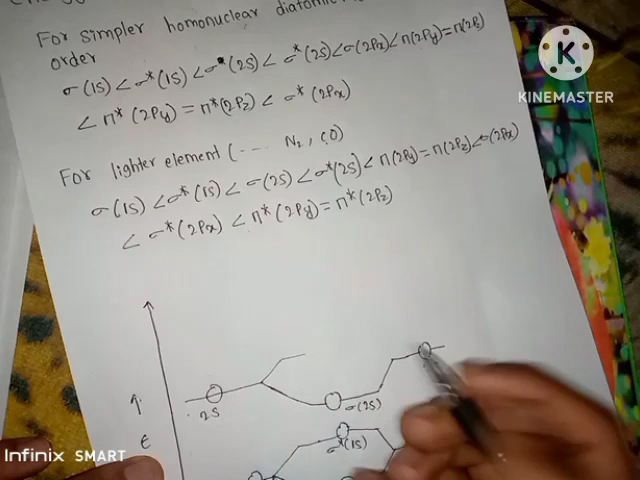 For simpler homonuclear diatomic
order
σ(1S) < σ*(1S) < σ*(2S) < σ*(2S) < σ(2Px) < π(2Py) = π(2Pz)
< π*(2Py) = π*(2Pz) < σ*(2Px)
For lighter element (.... N2, CO)
σ(1S) < σ*(1S) < σ(2S) < σ*(2S) < π(2Py) = π(2Pz) < σ(2Px)
< σ*(2Px) < π*(2Py) = π*(2Pz)
2S
σ(2S)
σ*(1S)
E
K
KINEMASTER
Infinix SMART